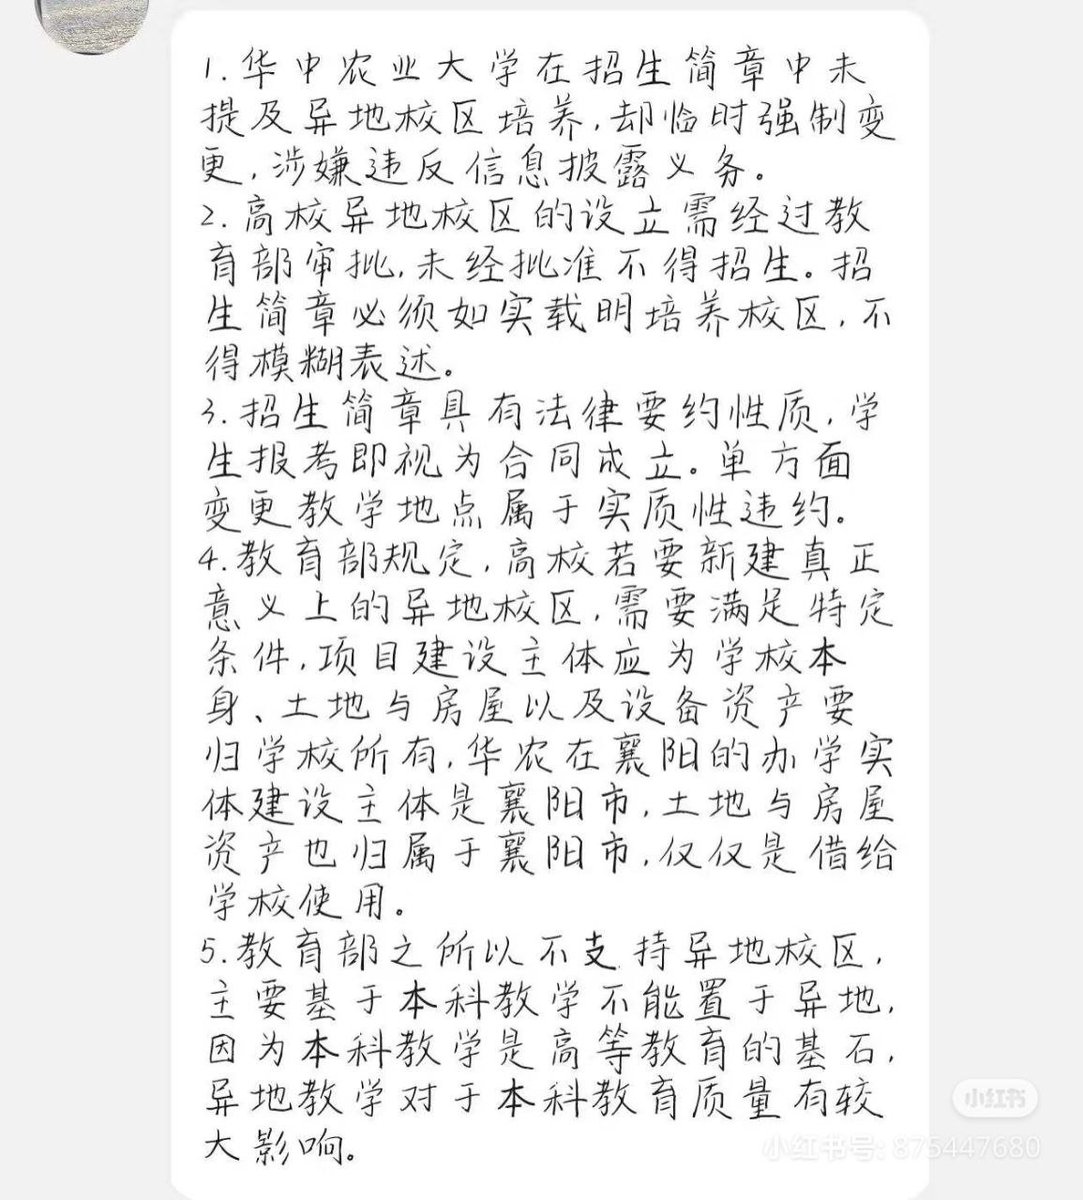 1.华中农业大学在招生简章中未
提及异地校区培养,却临时强制变
更,涉嫌违反信息披露义务。
2.高校异地校区的设立需经过教
育部审批,未经批准不得招生。招
生简章必须如实载明培养校区,不
得模糊表述。
3.招生简章具有法律要约性质,学
生报考即视为合同成立。单方面
变更教学地点属于实质性违约。
4.教育部规定,高校若要新建真正
意义上的异地校区,需要满足特定
条件,项目建设主体应为学校本
身、土地与房屋以及设备资产要
归学校所有,华农在襄阳的办学实
体建设主体是襄阳市,土地与房屋
资产也归属于襄阳市,仅仅是借给
学校使用。
5.教育部之所以不支持异地校区,
主要基于本科教学不能置于异地,
因为本科教学是高等教育的基石,
异地教学对于本科教育质量有较
大影响。
小红书
小红书号: 875447680